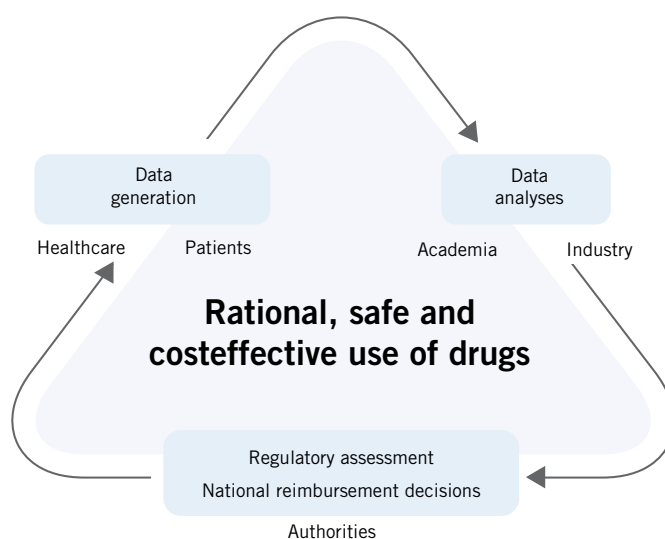 Data
generation
Data
analyses
Healthcare
Patients
Academia
Industry
Rational, safe and
costeffective use of drugs
Regulatory assessment
National reimbursement decisions
Authorities